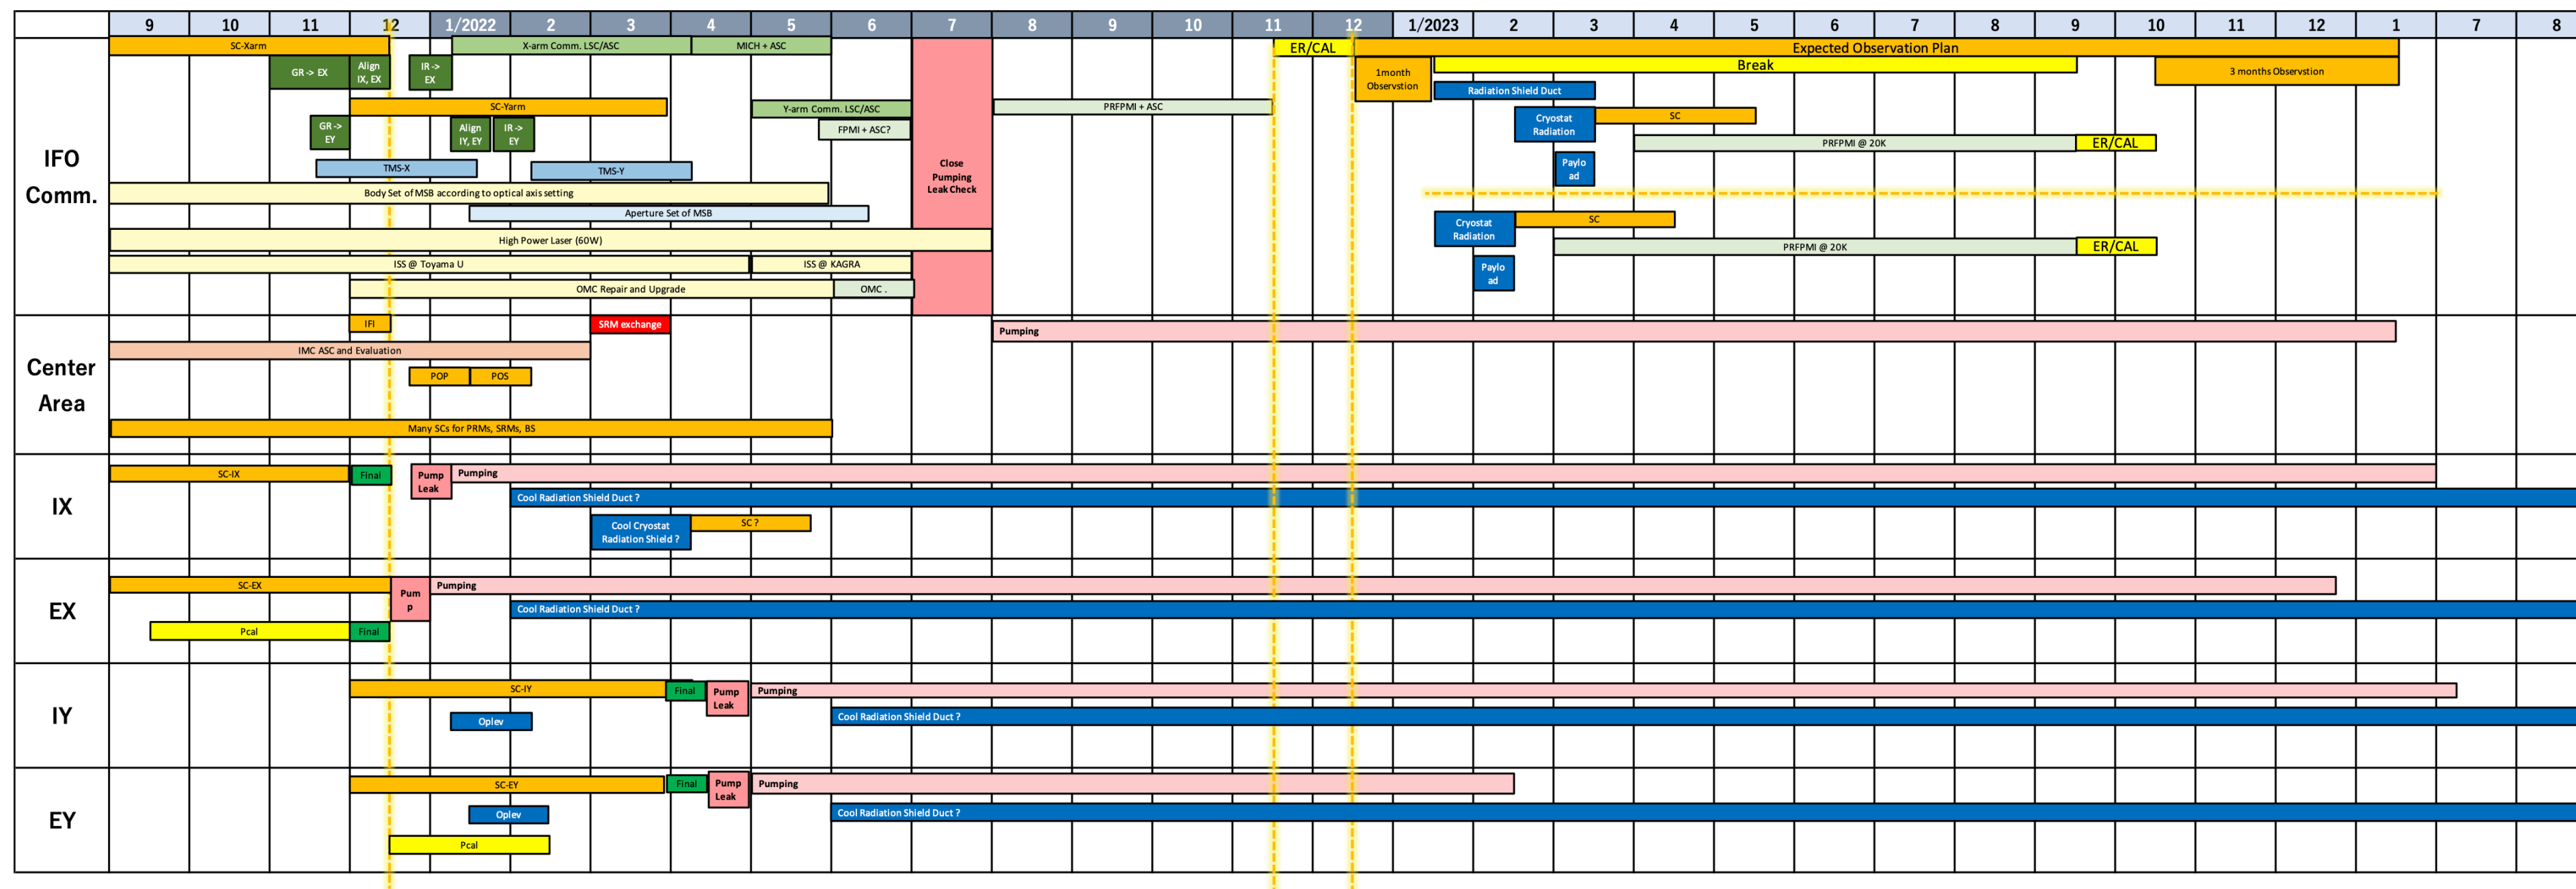 9 10 11 12 1/2022 2 3 4 5 6 7 8 9 10 11 12 1/2023 2 3 4 5 6 7 8 9 10 11 12 1 7 8
IFO
Comm.
SC-Xarm
X-arm Comm. LSC/ASC
MICH + ASC
ER/CAL
Expected Observation Plan
GR -> EX
Align
IX, EX
IR ->
EX
1month
Observstion
Break
3 months Observstion
Radiation Shield Duct
SC-Yarm
Y-arm Comm. LSC/ASC
PRFPMI + ASC
GR ->
EY
Align
IY, EY
IR ->
EY
FPMI + ASC?
Cryostat
Radiation
SC
PRFPMI @ 20K
ER/CAL
Close
Pumping
Leak Check
TMS-X
TMS-Y
Paylo
ad
Body Set of MSB according to optical axis setting
Aperture Set of MSB
Cryostat
Radiation
SC
High Power Laser (60W)
PRFPMI @ 20K
ER/CAL
ISS @ Toyama U
ISS @ KAGRA
Paylo
ad
OMC Repair and Upgrade
OMC .
Center
Area
IFI
SRM exchange
Pumping
IMC ASC and Evaluation
POP
POS
Many SCs for PRMs, SRMs, BS
IX
SC-IX
Final
Pump
Leak
Pumping
Cool Radiation Shield Duct ?
Cool Cryostat
Radiation Shield ?
SC ?
EX
SC-EX
Pum
p
Pumping
Cool Radiation Shield Duct ?
Pcal
Final
IY
SC-IY
Final
Pump
Leak
Pumping
Oplev
Cool Radiation Shield Duct ?
EY
SC-EY
Final
Pump
Leak
Pumping
Oplev
Cool Radiation Shield Duct ?
Pcal